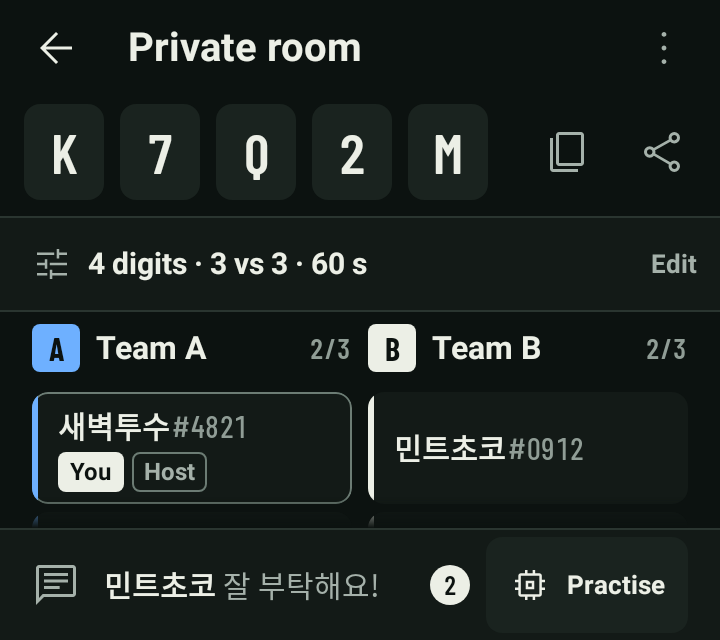 Private room
K 7 Q 2 M
4 digits · 3 vs 3 · 60 s
Edit
A Team A 2/3
B Team B 2/3
새벽투수#4821
You Host
민트초코#0912
민트초코 잘 부탁해요!
2
Practise